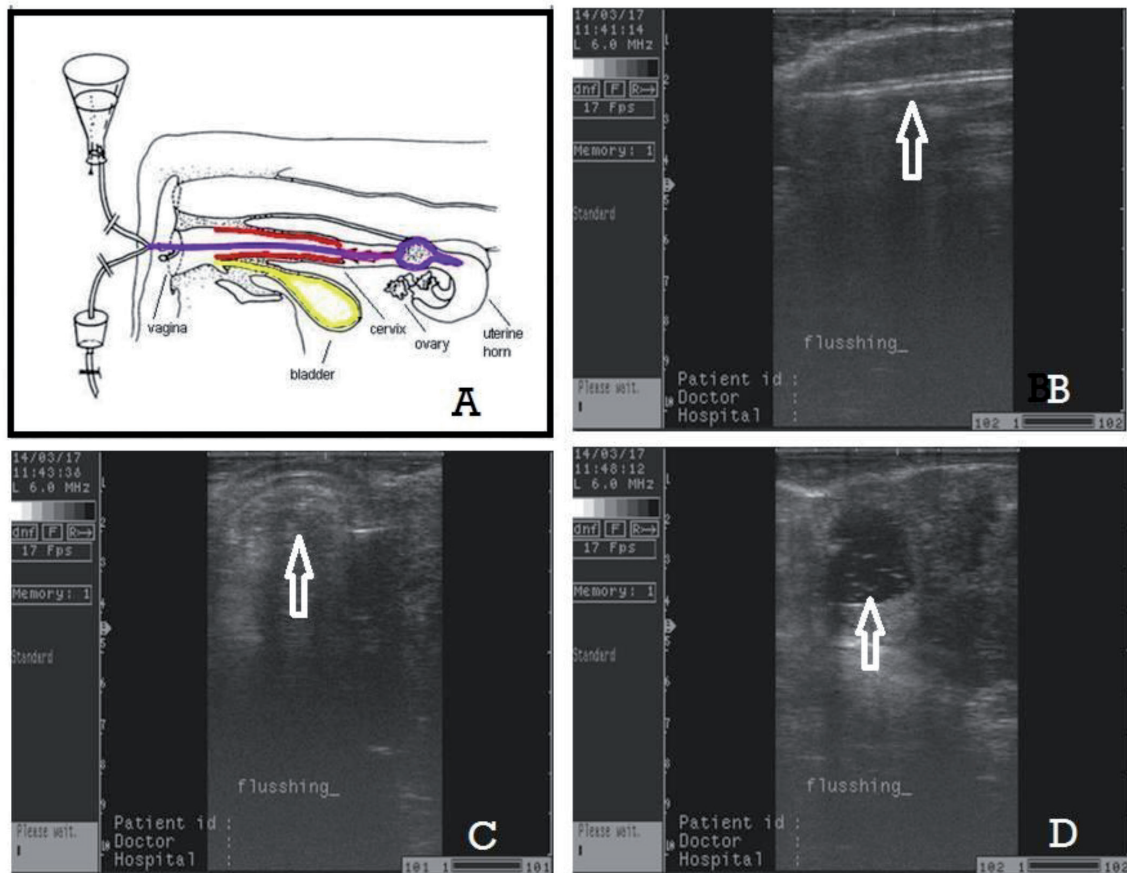 vagina
bladder
cervix
ovary
uterine
horn
A
14/03/17
11:41:14
L 6.0 MHz
dnf F R
17 Fps
Memory: 1
Standard
flusshing_
Please wait.
Patient id :
Doctor :
Hospital :
102 1 102
B
14/03/17
11:43:36
L 6.0 MHz
dnf F R
17 Fps
Memory: 1
Standard
flusshing_
Please wait.
Patient id :
Doctor :
Hospital :
101 1 101
C
14/03/17
11:48:12
L 6.0 MHz
dnf F R
17 Fps
Memory: 1
Standard
flusshing_
Please wait.
Patient id :
Doctor :
Hospital :
102 1 102
D